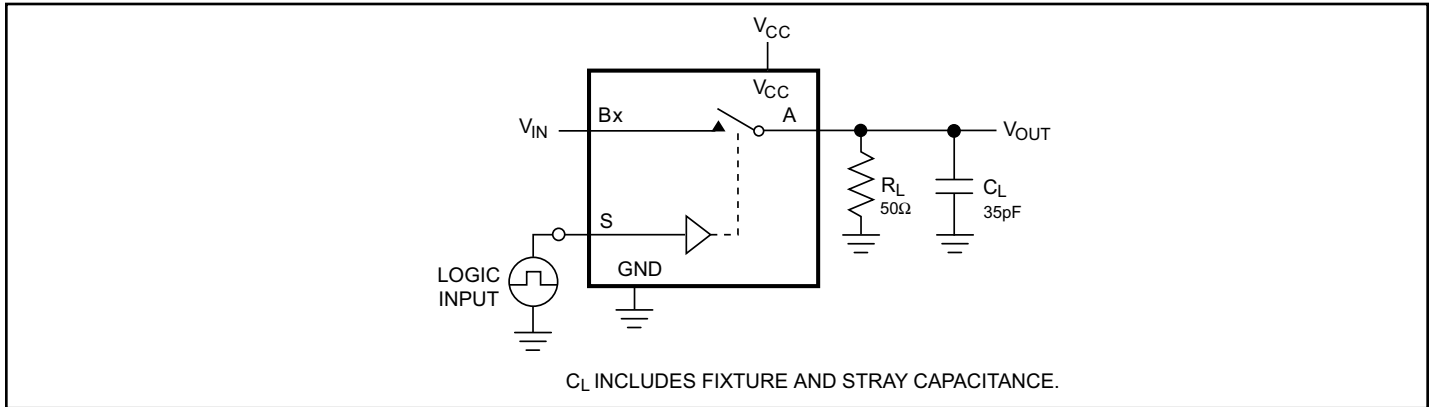 VCC
VCC
VIN
Bx
A
VOUT
RL
50Ω
CL
35pF
S
LOGIC
INPUT
GND
CL INCLUDES FIXTURE AND STRAY CAPACITANCE.